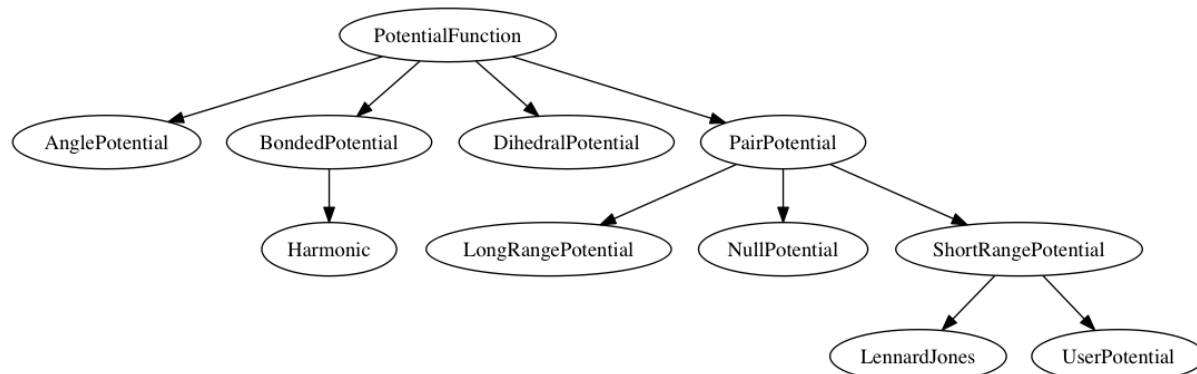 PotentialFunction
AnglePotential
BondedPotential
DihedralPotential
PairPotential
Harmonic
LongRangePotential
NullPotential
ShortRangePotential
LennardJones
UserPotential